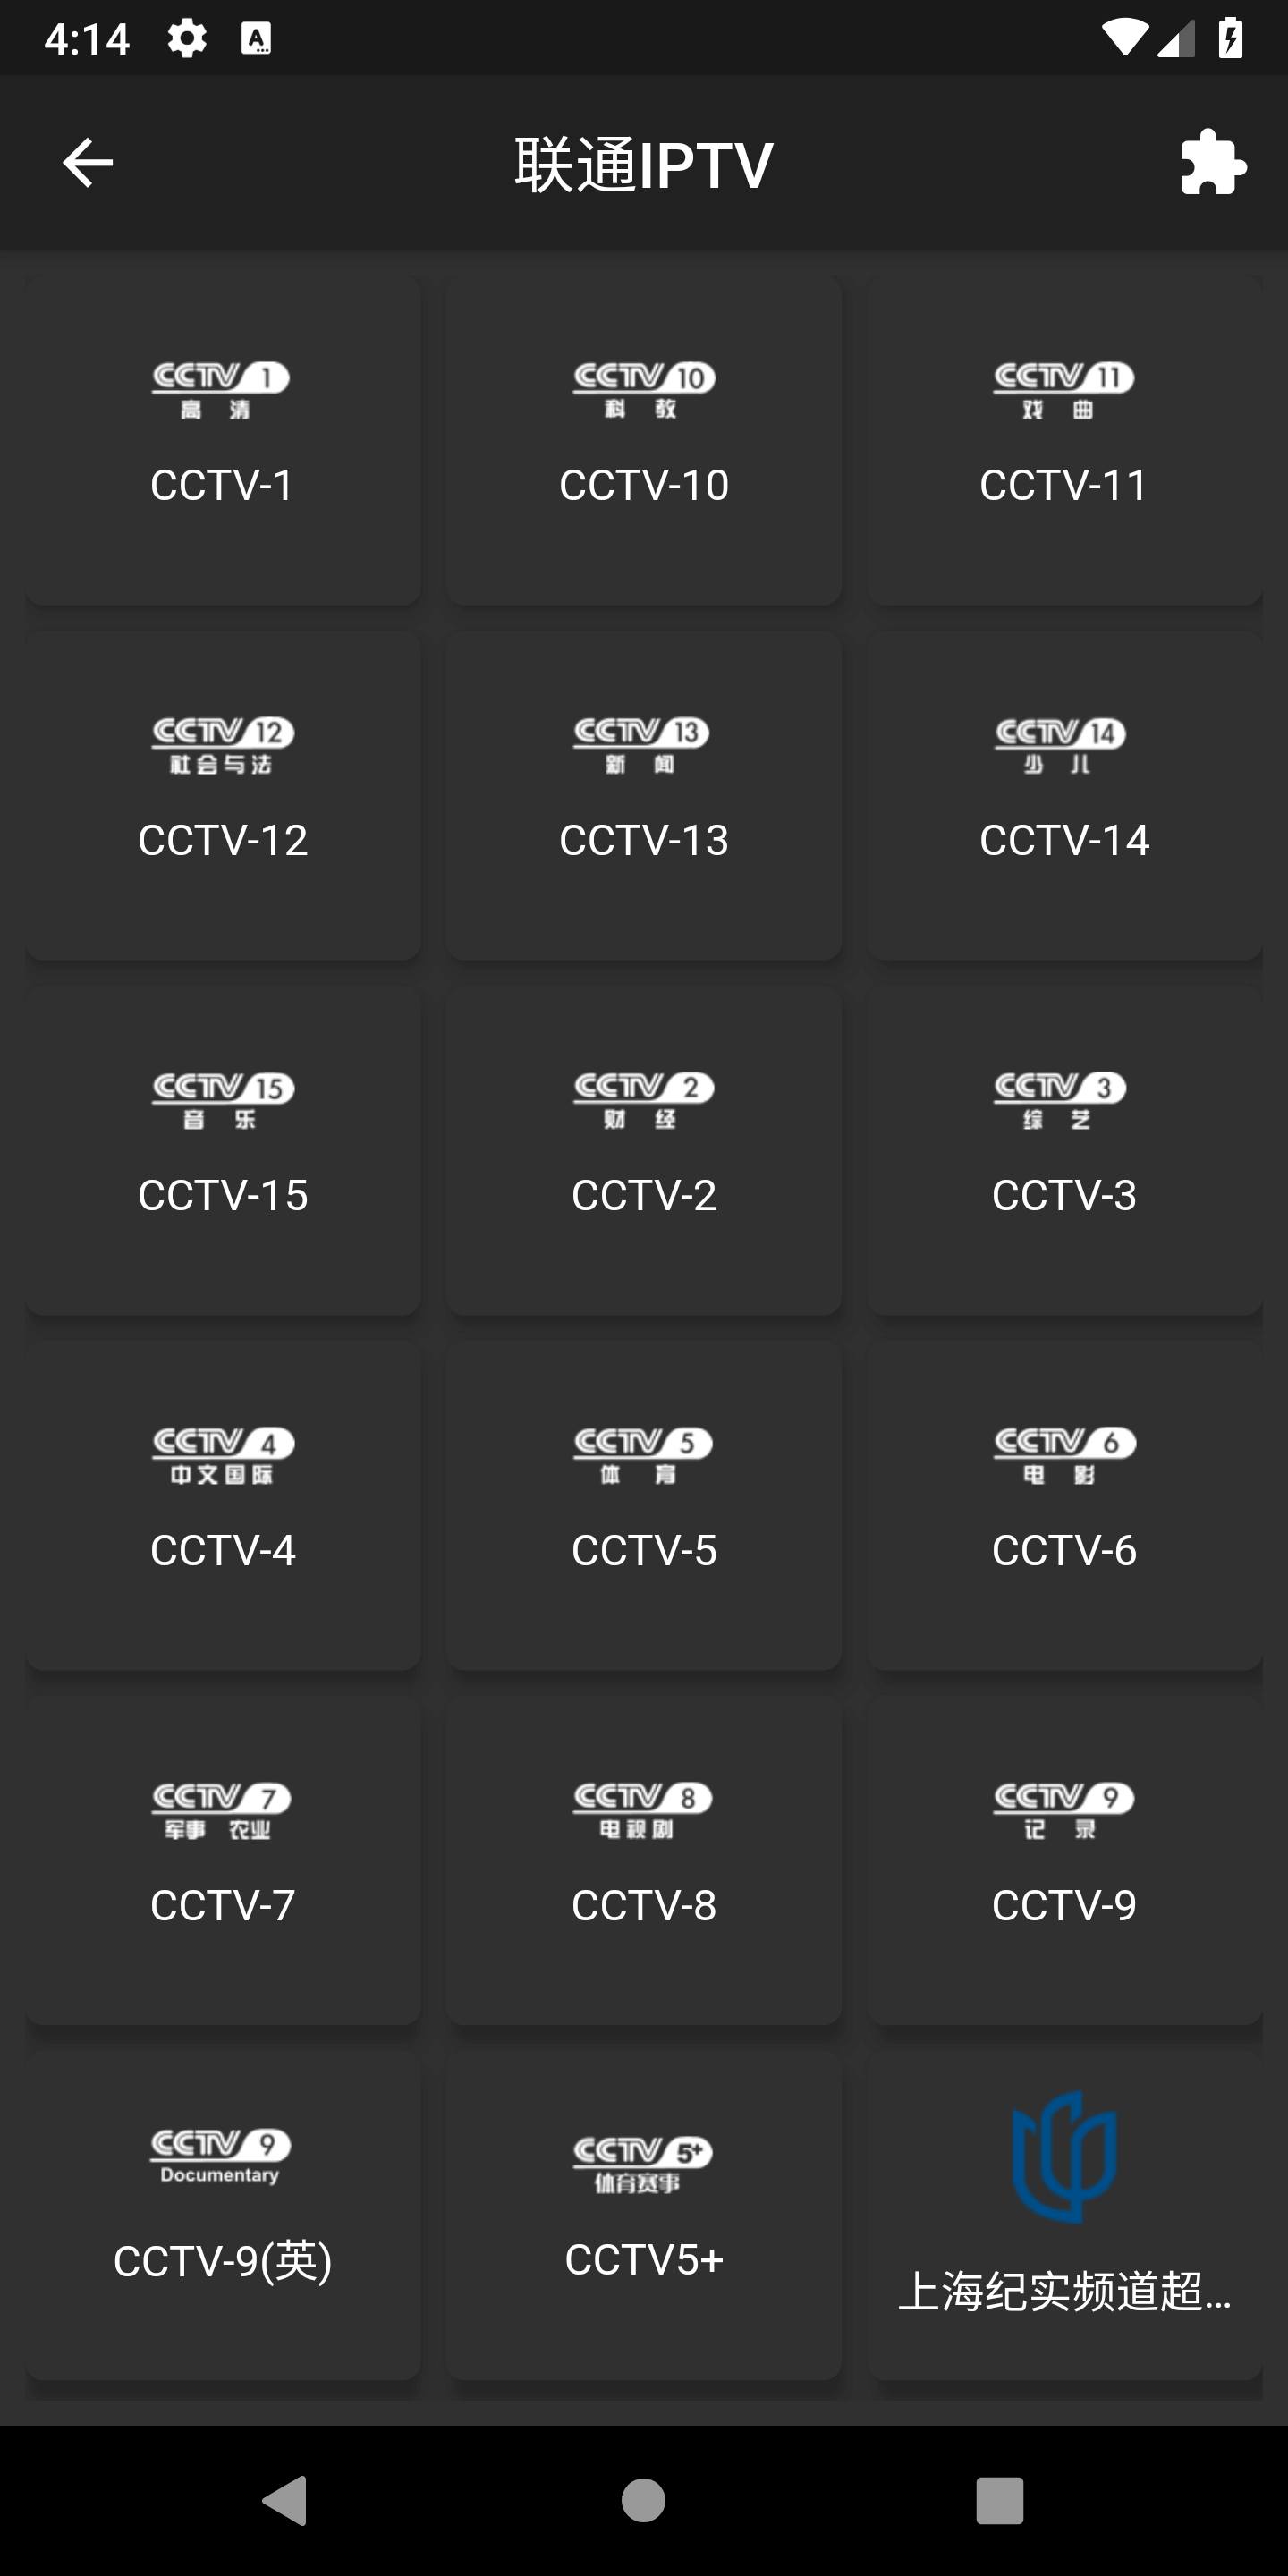 4:14
联通IPTV
CCTV 1
高 清
CCTV-1
CCTV 10
科 教
CCTV-10
CCTV 11
戏 曲
CCTV-11
CCTV 12
社会与法
CCTV-12
CCTV 13
新 闻
CCTV-13
CCTV 14
少 儿
CCTV-14
CCTV 15
音 乐
CCTV-15
CCTV 2
财 经
CCTV-2
CCTV 3
综 艺
CCTV-3
CCTV 4
中文国际
CCTV-4
CCTV 5
体 育
CCTV-5
CCTV 6
电 影
CCTV-6
CCTV 7
军事 农业
CCTV-7
CCTV 8
电视剧
CCTV-8
CCTV 9
记 录
CCTV-9
CCTV 9
Documentary
CCTV-9(英)
CCTV 5+
体育赛事
CCTV5+
上海纪实频道超...